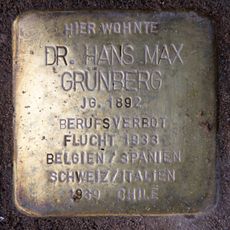 HIER WOHNTE
DR. HANS MAX
GRÜNBERG
JG. 1892
BERUFSVERBOT
FLUCHT 1933
BELGIEN / SPANIEN
SCHWEIZ / ITALIEN
1939 CHILE